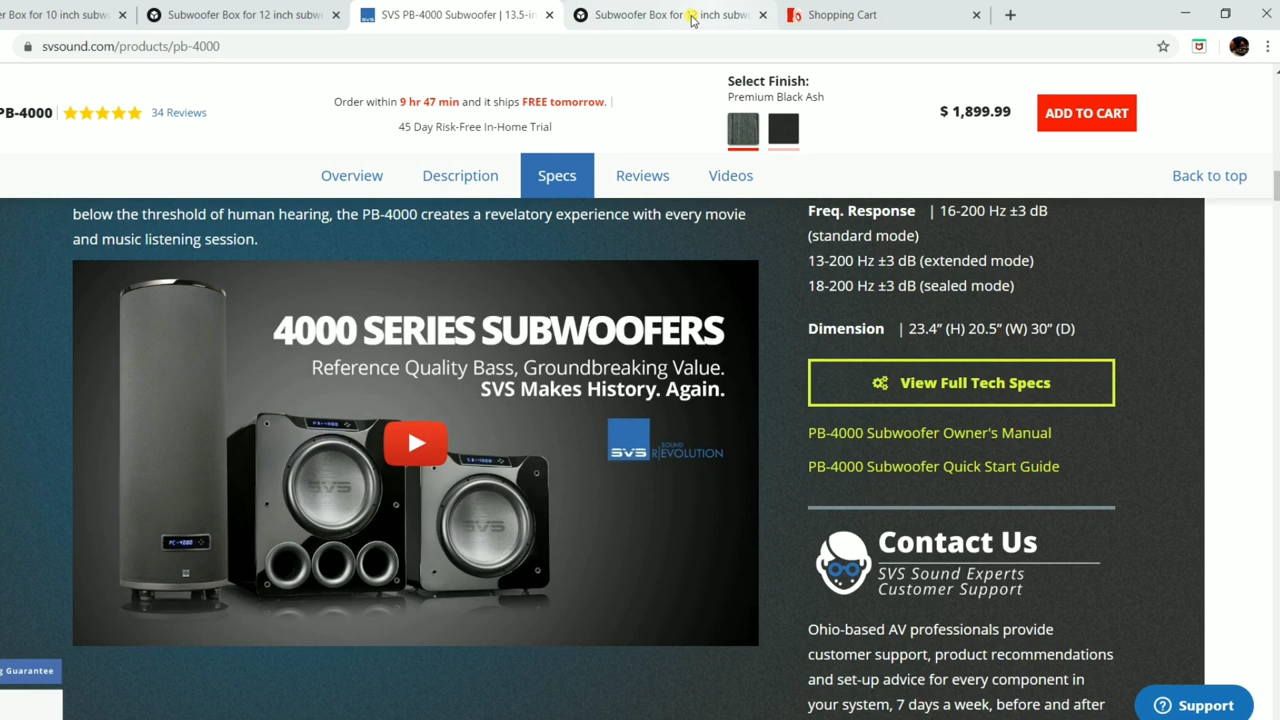 er Box for 10 inch subwo
Subwoofer Box for 12 inch subwo
SVS PB-4000 Subwoofer | 13.5-in
Subwoofer Box for inch subwo
Shopping Cart
svsound.com/products/pb-4000
PB-4000
34 Reviews
Order within 9 hr 47 min and it ships FREE tomorrow.
45 Day Risk-Free In-Home Trial
Select Finish:
Premium Black Ash
$ 1,899.99
ADD TO CART
Overview
Description
Specs
Reviews
Videos
Back to top
below the threshold of human hearing, the PB-4000 creates a revelatory experience with every movie
and music listening session.
4000 SERIES SUBWOOFERS
Reference Quality Bass, Groundbreaking Value.
SVS Makes History. Again.
SVS
SOUND
R|EVOLUTION
Freq. Response | 16-200 Hz ±3 dB
(standard mode)
13-200 Hz ±3 dB (extended mode)
18-200 Hz ±3 dB (sealed mode)
Dimension | 23.4” (H) 20.5” (W) 30” (D)
View Full Tech Specs
PB-4000 Subwoofer Owner's Manual
PB-4000 Subwoofer Quick Start Guide
Contact Us
SVS Sound Experts
Customer Support
Ohio-based AV professionals provide
customer support, product recommendations
and set-up advice for every component in
your system, 7 days a week, before and after
g Guarantee
Support